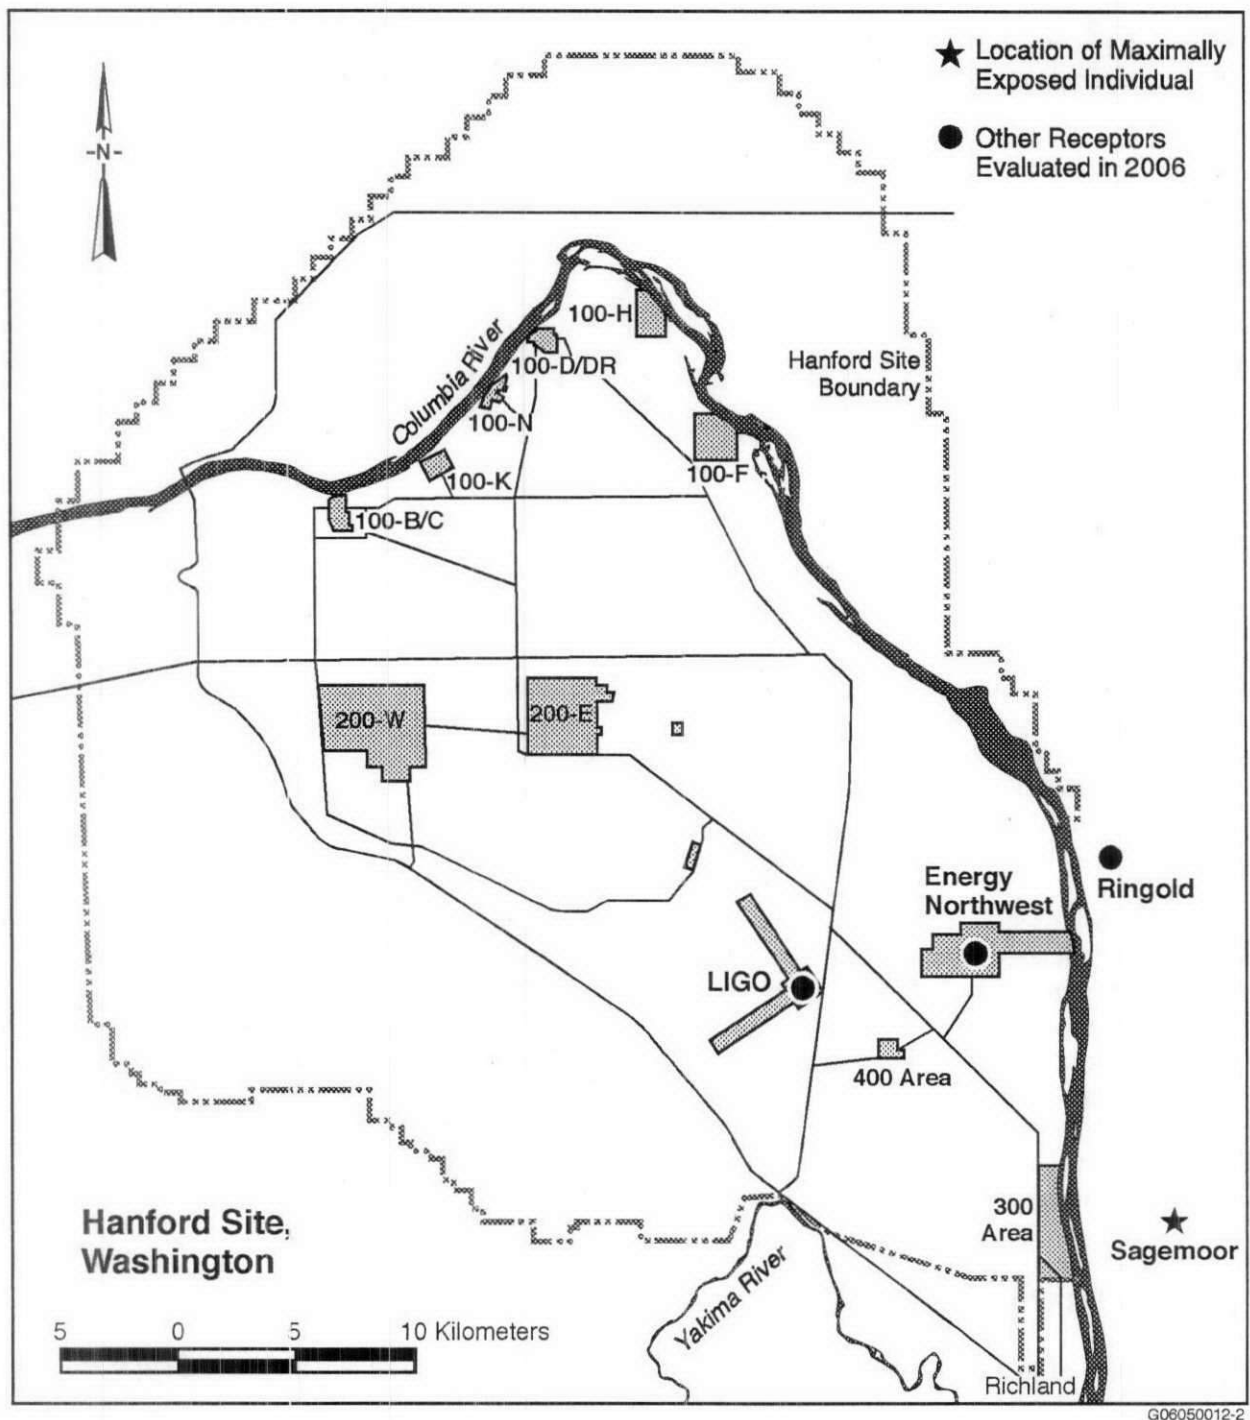 Location of Maximally
Exposed Individual
Other Receptors
Evaluated in 2006
-N-
100-H
Columbia River
100-D/DR
Hanford Site
Boundary
100-N
100-F
100-K
100-B/C
200-W
200-E
Energy
Northwest
Ringold
LIGO
400 Area
300
Area
Sagemoor
Hanford Site,
Washington
Yakima River
5 0 5 10 Kilometers
Richland
G06050012-2